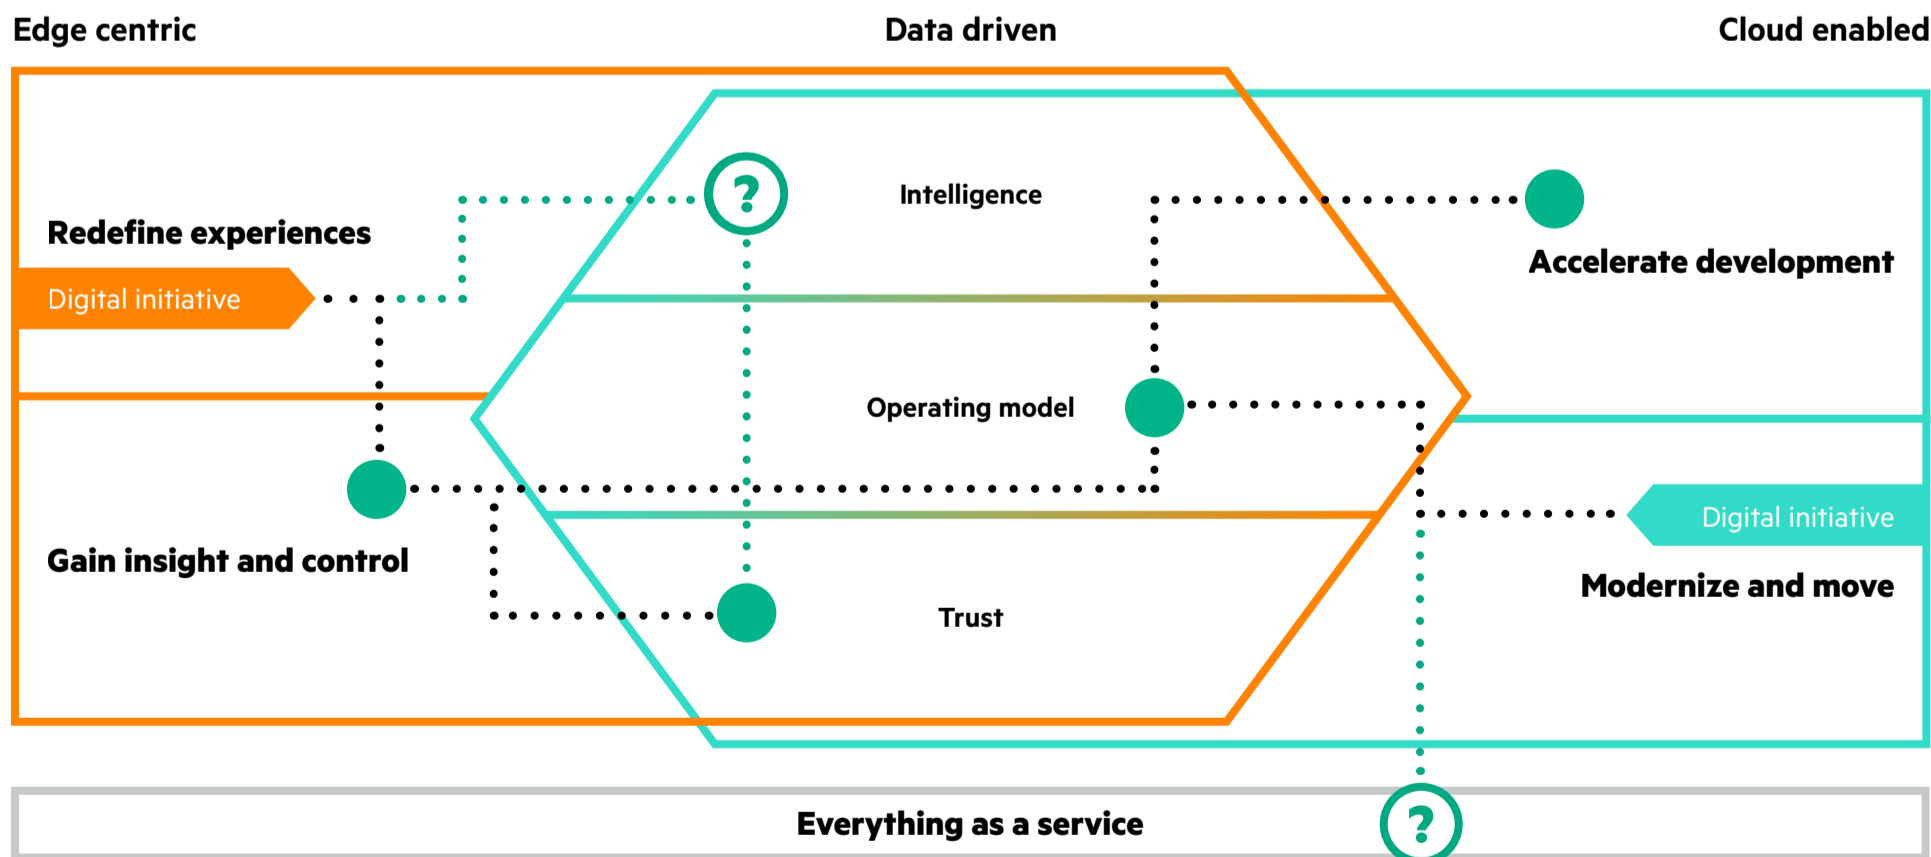 Edge centric
Data driven
Cloud enabled
?
Intelligence
Redefine experiences
Accelerate development
Digital initiative
Operating model
Digital initiative
Gain insight and control
Modernize and move
Trust
Everything as a service
?